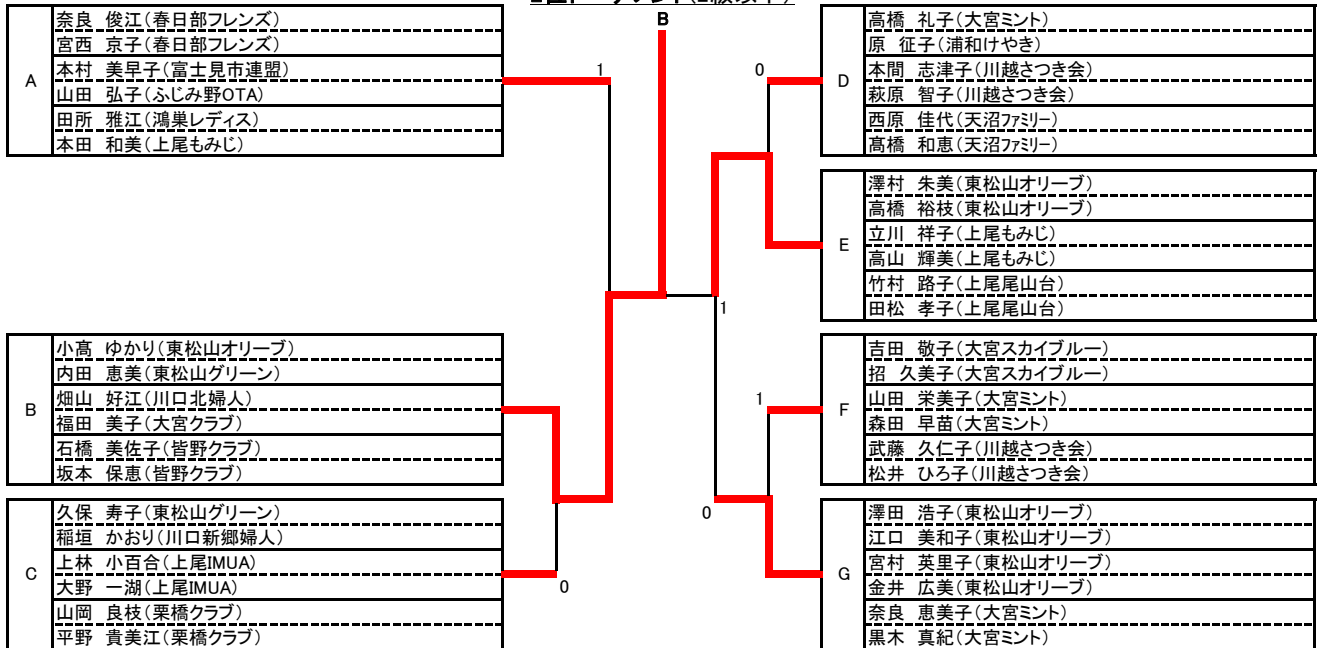 B
A
奈良 俊江(春日部フレンズ)
宮西 京子(春日部フレンズ)
本村 美早子(富士見市連盟)
山田 弘子(ふじみ野OTA)
田所 雅江(鴻巣レディス)
本田 和美(上尾もみじ)
1
0
D
高橋 礼子(大宮ミント)
原 征子(浦和けやき)
本間 志津子(川越さつき会)
萩原 智子(川越さつき会)
西原 佳代(天沼ファミリー)
髙橋 和恵(天沼ファミリー)
E
澤村 朱美(東松山オリーブ)
高橋 裕枝(東松山オリーブ)
立川 祥子(上尾もみじ)
高山 輝美(上尾もみじ)
竹村 路子(上尾尾山台)
田松 孝子(上尾尾山台)
1
B
小髙 ゆかり(東松山オリーブ)
内田 恵美(東松山グリーン)
畑山 好江(川口北婦人)
福田 美子(大宮クラブ)
石橋 美佐子(皆野クラブ)
坂本 保恵(皆野クラブ)
1
F
吉田 敬子(大宮スカイブルー)
招 久美子(大宮スカイブルー)
山田 栄美子(大宮ミント)
森田 早苗(大宮ミント)
武藤 久仁子(川越さつき会)
松井 ひろ子(川越さつき会)
C
久保 寿子(東松山グリーン)
稲垣 かおり(川口新郷婦人)
上林 小百合(上尾IMUA)
大野 一湖(上尾IMUA)
山岡 良枝(栗橋クラブ)
平野 貴美江(栗橋クラブ)
0
0
G
澤田 浩子(東松山オリーブ)
江口 美和子(東松山オリーブ)
宮村 英里子(東松山オリーブ)
金井 広美(東松山オリーブ)
奈良 恵美子(大宮ミント)
黒木 真紀(大宮ミント)